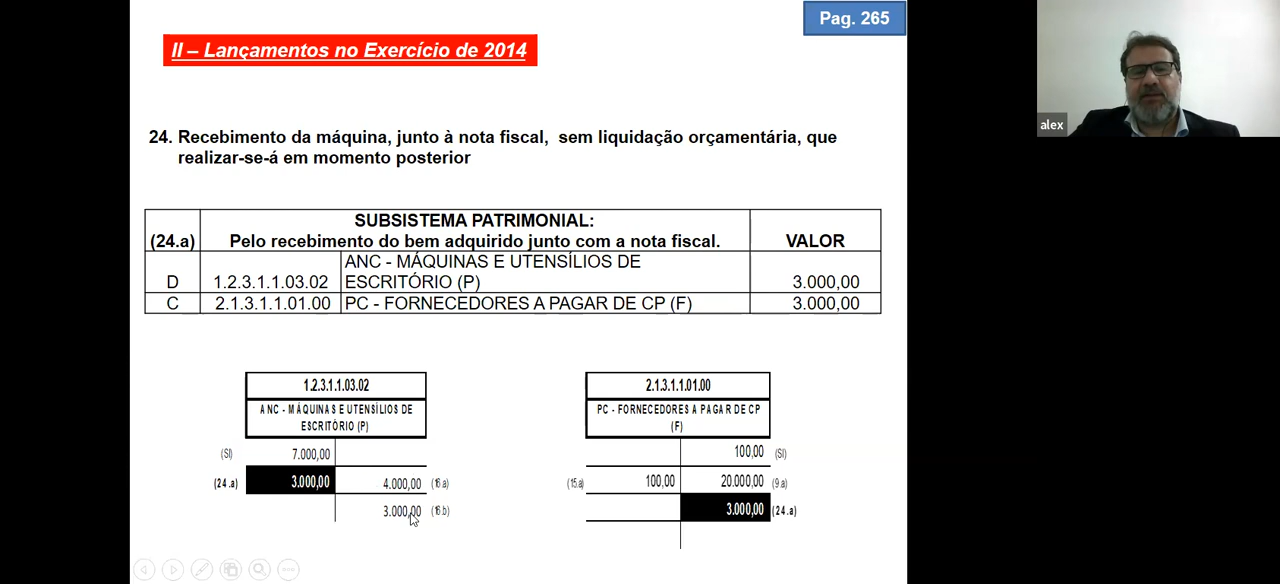 Pag. 265
II – Lançamentos no Exercício de 2014
alex
24. Recebimento da máquina, junto à nota fiscal, sem liquidação orçamentária, que
realizar-se-á em momento posterior
SUBSISTEMA PATRIMONIAL:
(24.a) Pelo recebimento do bem adquirido junto com a nota fiscal. VALOR
ANC - MÁQUINAS E UTENSÍLIOS DE
D 1.2.3.1.1.03.02 ESCRITÓRIO (P) 3.000,00
C 2.1.3.1.1.01.00 PC - FORNECEDORES A PAGAR DE CP (F) 3.000,00
1.2.3.1.1.03.02
ANC - MÁQUINAS E UTENSÍLIOS DE
ESCRITÓRIO (P)
(SI) 7.000,00
(24.a) 3.000,00 4.000,00 (18.a)
3.000,00 (18.b)
2.1.3.1.1.01.00
PC - FORNECEDORES A PAGAR DE CP
(F)
100,00 (SI)
(15.a) 100,00 20.000,00 (9.a)
3.000,00 (24.a)